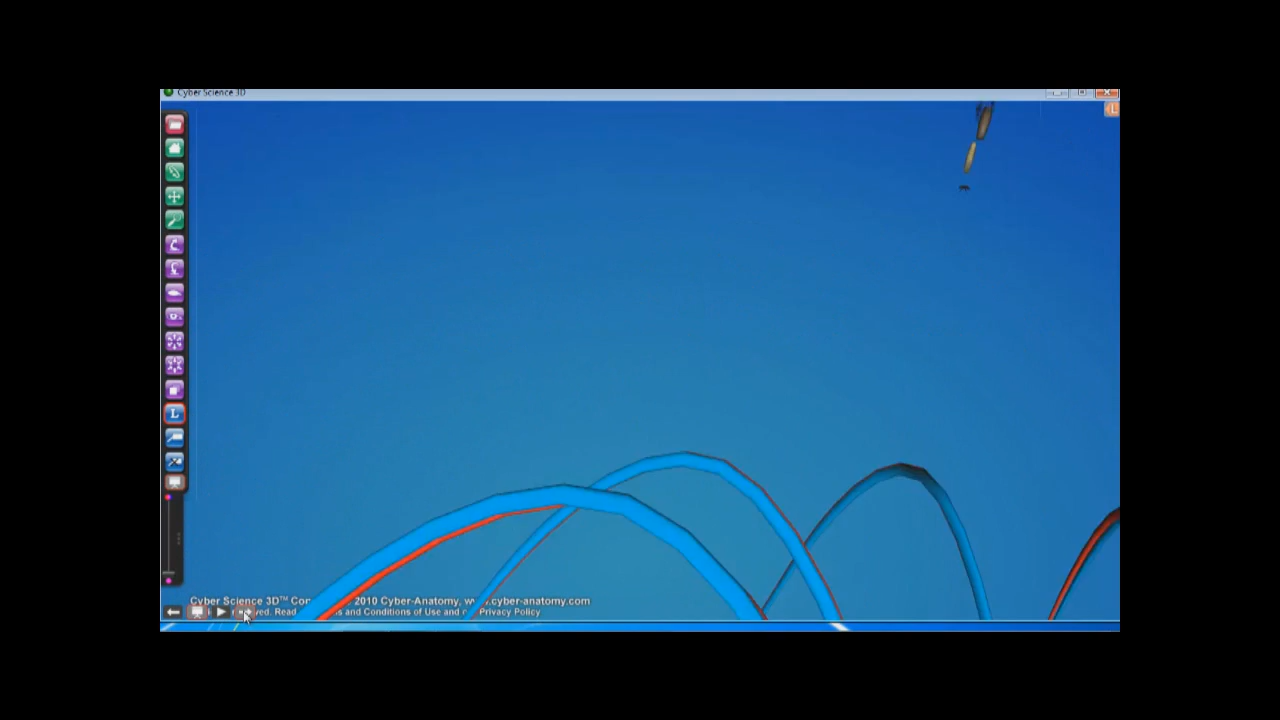 Cyber Science 3D
L
L
Cyber Science 3D™ 2010 Cyber-Anatomy, www.cyber-anatomy.com
Read and Conditions of Use and Privacy Policy